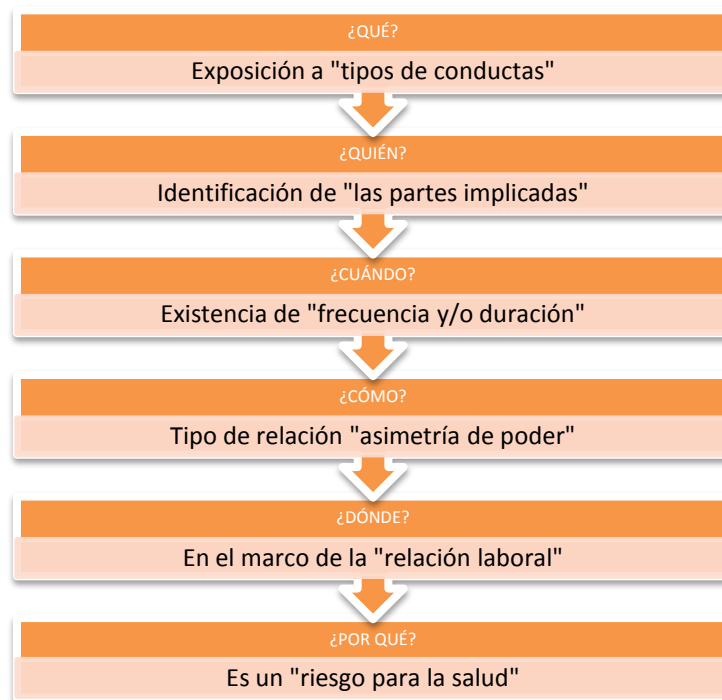 ¿QUÉ?
Exposición a "tipos de conductas"
¿QUIÉN?
Identificación de "las partes implicadas"
¿CUÁNDO?
Existencia de "frecuencia y/o duración"
¿CÓMO?
Tipo de relación "asimetría de poder"
¿DÓNDE?
En el marco de la "relación laboral"
¿POR QUÉ?
Es un "riesgo para la salud"